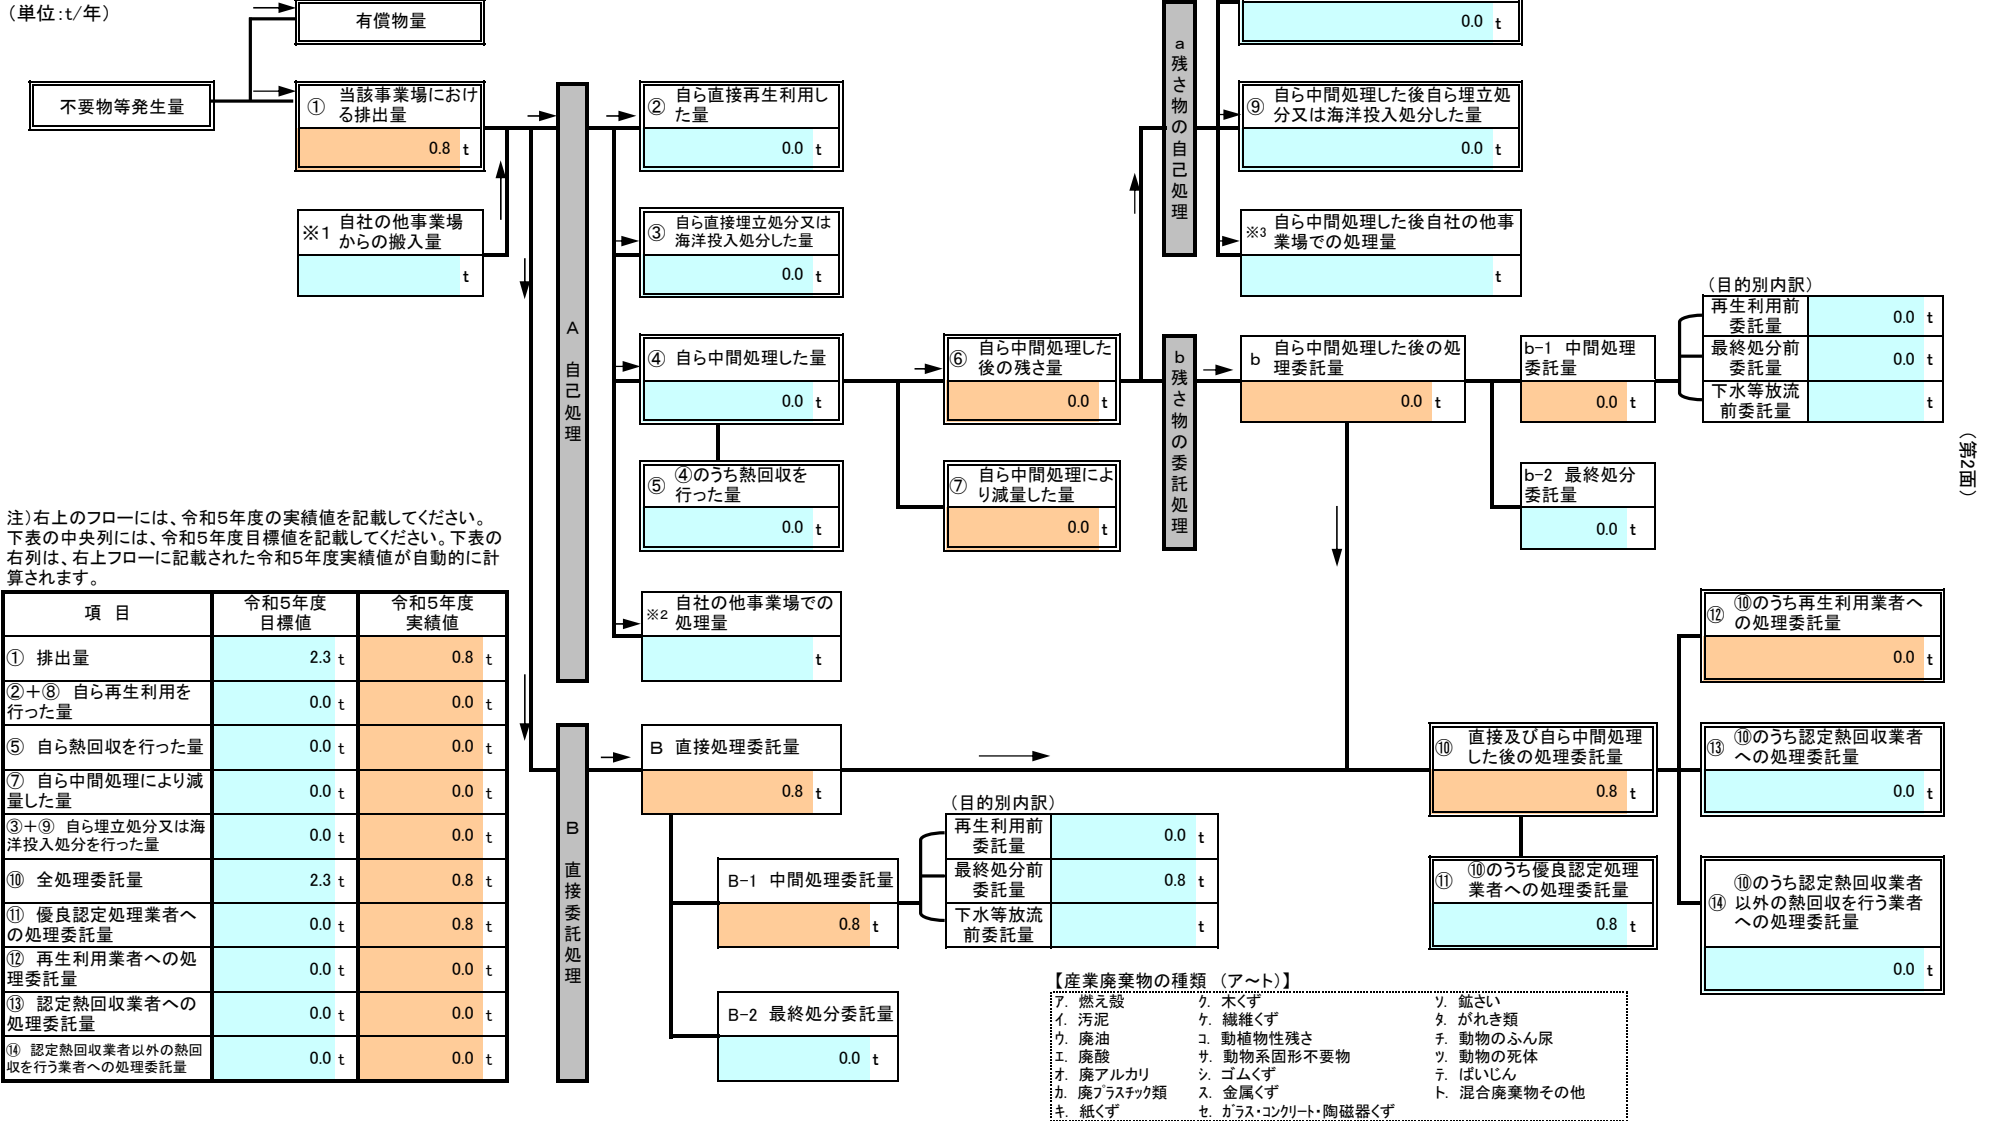 （単位：t/年）
有償物量
不要物等発生量
① 当該事業場におけ
る排出量
0.8 t
※1 自社の他事業場
からの搬入量
t
A 自己処理
② 自ら直接再生利用し
た量
0.0 t
③ 自ら直接埋立処分又は
海洋投入処分した量
0.0 t
④ 自ら中間処理した量
0.0 t
⑤ ④のうち熱回収を
行った量
0.0 t
※2 自社の他事業場での
処理量
t
⑥ 自ら中間処理した
後の残さ量
0.0 t
⑦ 自ら中間処理によ
り減量した量
0.0 t
a残さ物の自己処理
0.0 t
⑨ 自ら中間処理した後自ら埋立処
分又は海洋投入処分した量
0.0 t
※3 自ら中間処理した後自社の他事
業場での処理量
t
b残さ物の委託処理
b 自ら中間処理した後の処
理委託量
0.0 t
b-1 中間処理
委託量
0.0 t
b-2 最終処分
委託量
0.0 t
（目的別内訳）
再生利用前
委託量
0.0 t
最終処分前
委託量
0.0 t
下水等放流
前委託量
t
（第2面）
注）右上のフローには、令和5年度の実績値を記載してください。
下表の中央列には、令和5年度目標値を記載してください。下表の
右列は、右上フローに記載された令和5年度実績値が自動的に計
算されます。
項 目
令和5年度
目標値
令和5年度
実績値
① 排出量
2.3 t 0.8 t
②＋⑧ 自ら再生利用を
行った量
0.0 t 0.0 t
⑤ 自ら熱回収を行った量
0.0 t 0.0 t
⑦ 自ら中間処理により減
量した量
0.0 t 0.0 t
③＋⑨ 自ら埋立処分又は海
洋投入処分を行った量
0.0 t 0.0 t
⑩ 全処理委託量
2.3 t 0.8 t
⑪ 優良認定処理業者へ
の処理委託量
0.0 t 0.8 t
⑫ 再生利用業者への処
理委託量
0.0 t 0.0 t
⑬ 認定熱回収業者への
処理委託量
0.0 t 0.0 t
⑭ 認定熱回収業者以外の熱回
収を行う業者への処理委託量
0.0 t 0.0 t
B 直接委託処理
B 直接処理委託量
0.8 t
B-1 中間処理委託量
0.8 t
B-2 最終処分委託量
0.0 t
（目的別内訳）
再生利用前
委託量
0.0 t
最終処分前
委託量
0.8 t
下水等放流
前委託量
t
⑩ 直接及び自ら中間処理
した後の処理委託量
0.8 t
⑪ ⑩のうち優良認定処理
業者への処理委託量
0.8 t
⑫ ⑩のうち再生利用業者へ
の処理委託量
0.0 t
⑬ ⑩のうち認定熱回収業者
への処理委託量
0.0 t
⑭ ⑩のうち認定熱回収業者
以外の熱回収を行う業者
への処理委託量
0.0 t
【産業廃棄物の種類 （ア～ト）】
ア. 燃え殻 ク. 木くず ソ. 鉱さい
イ. 汚泥 ケ. 繊維くず タ. がれき類
ウ. 廃油 コ. 動植物性残さ チ. 動物のふん尿
エ. 廃酸 サ. 動物系固形不要物 ツ. 動物の死体
オ. 廃アルカリ シ. ゴムくず テ. ばいじん
カ. 廃プラスチック類 ス. 金属くず ト. 混合廃棄物その他
キ. 紙くず セ. ガラス・コンクリート・陶磁器くず